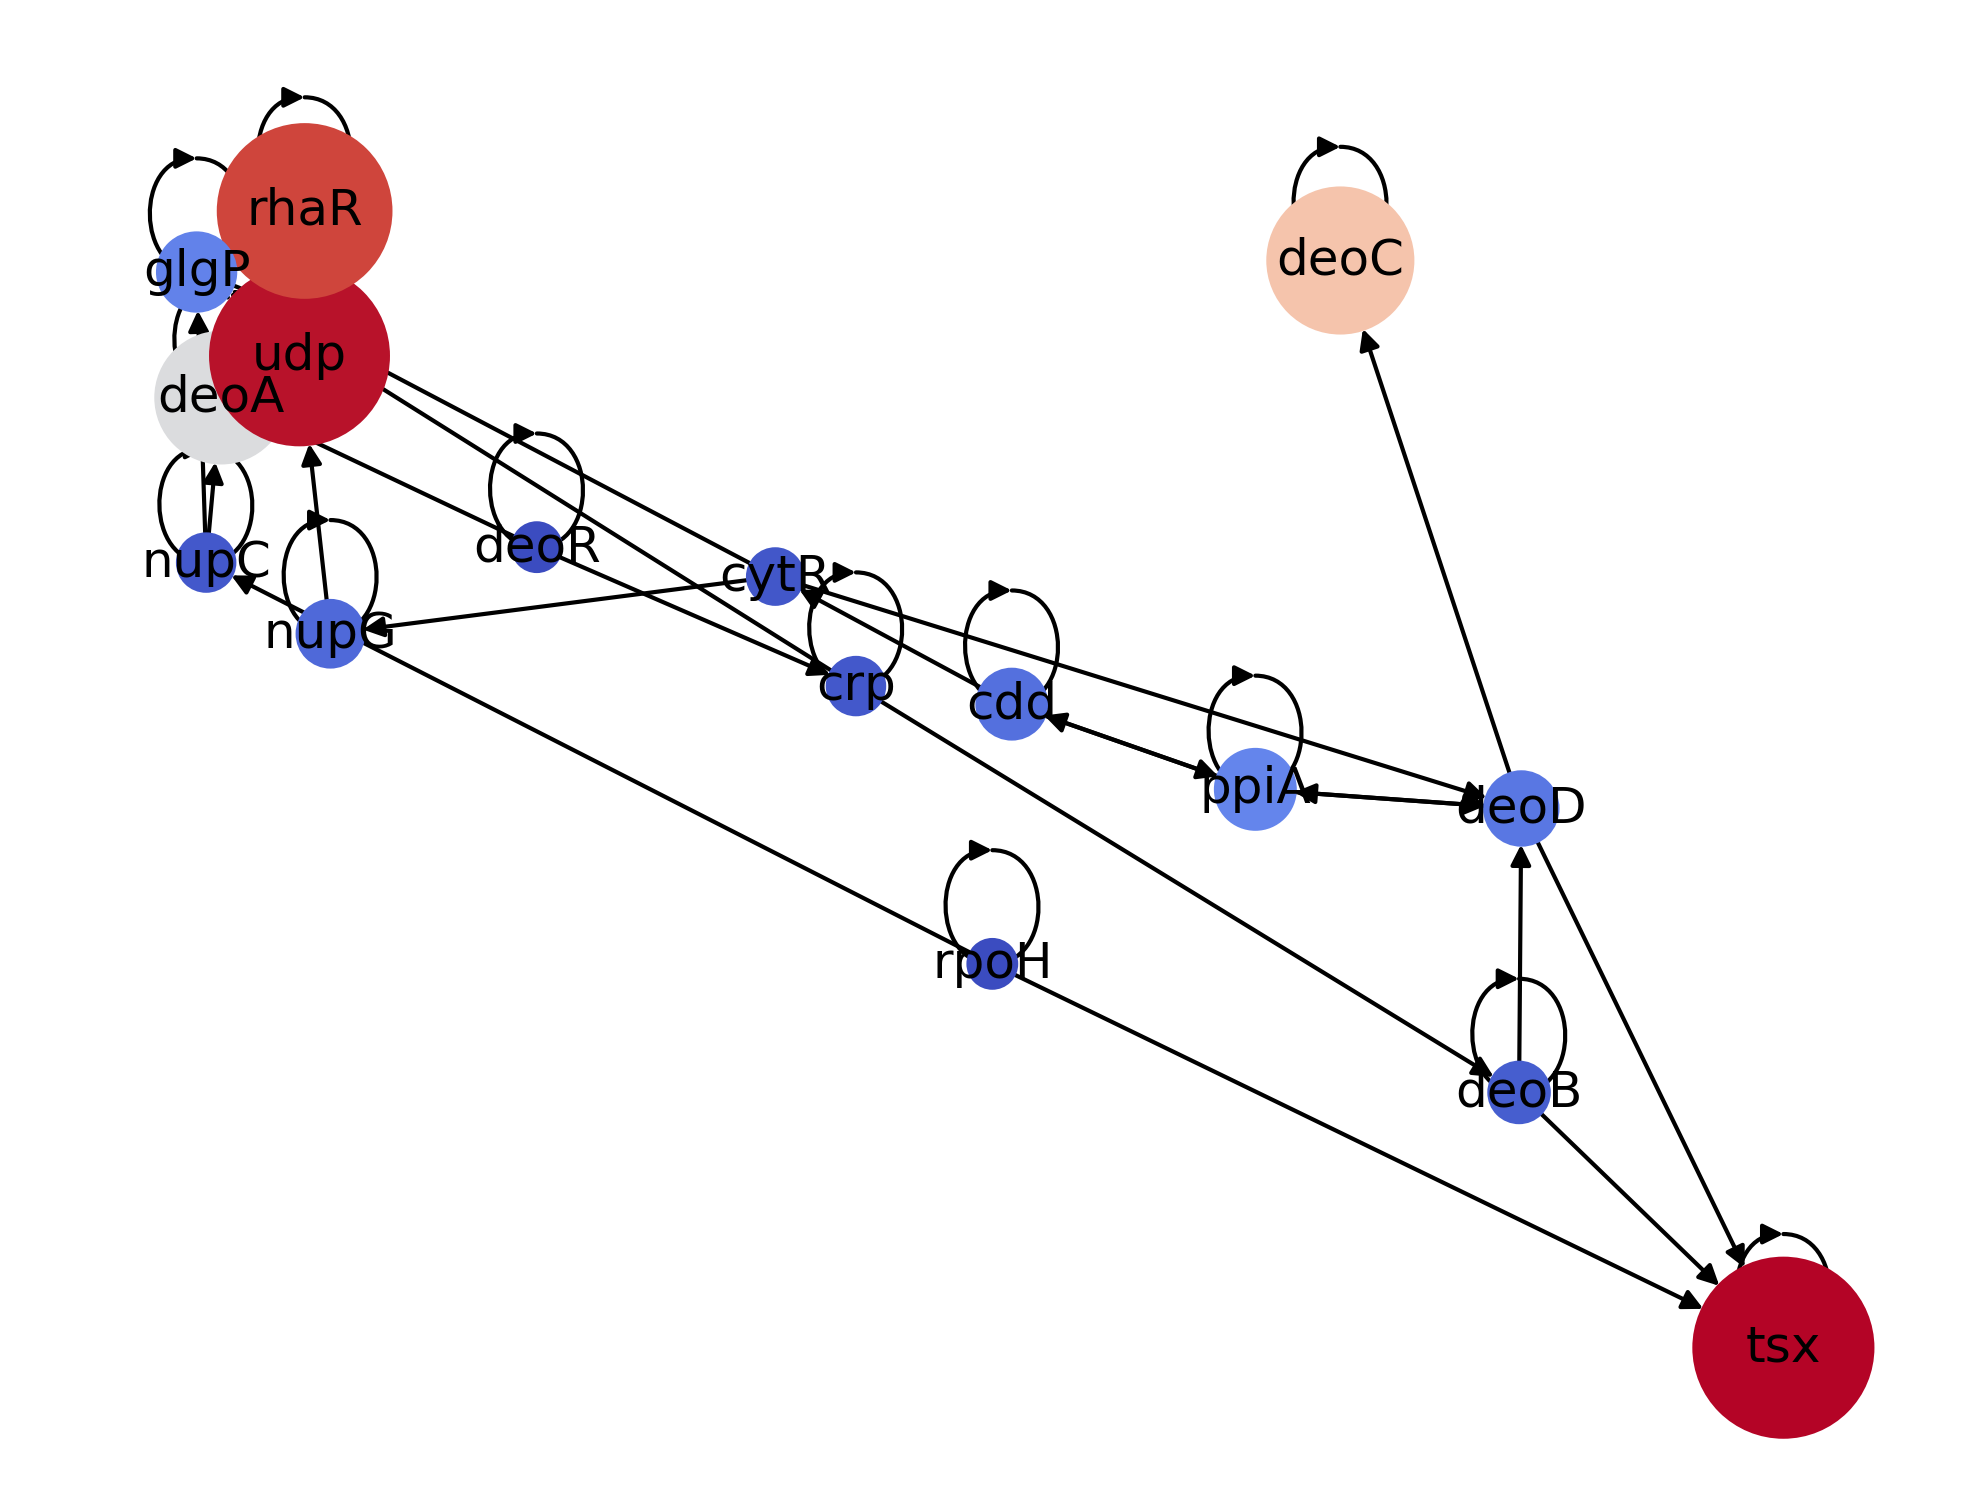 rhaR
deoC
glgP
udp
deoA
deoR
nupC
cytR
nupG
crp
cdd
ppiA
deoD
rpoH
deoB
tsx